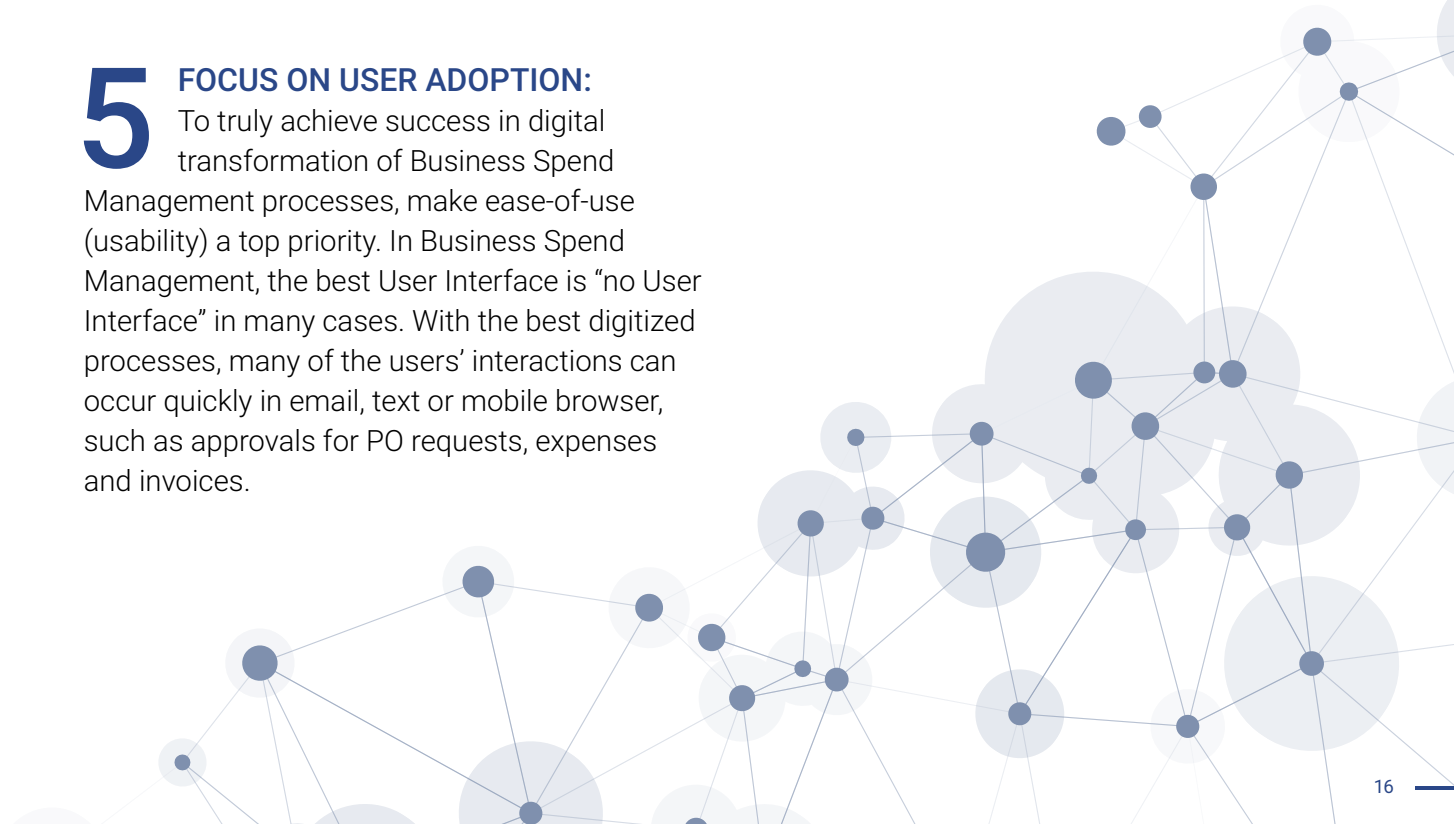 5
FOCUS ON USER ADOPTION:
To truly achieve success in digital
transformation of Business Spend
Management processes, make ease-of-use
(usability) a top priority. In Business Spend
Management, the best User Interface is “no User
Interface” in many cases. With the best digitized
processes, many of the users’ interactions can
occur quickly in email, text or mobile browser,
such as approvals for PO requests, expenses
and invoices.
16